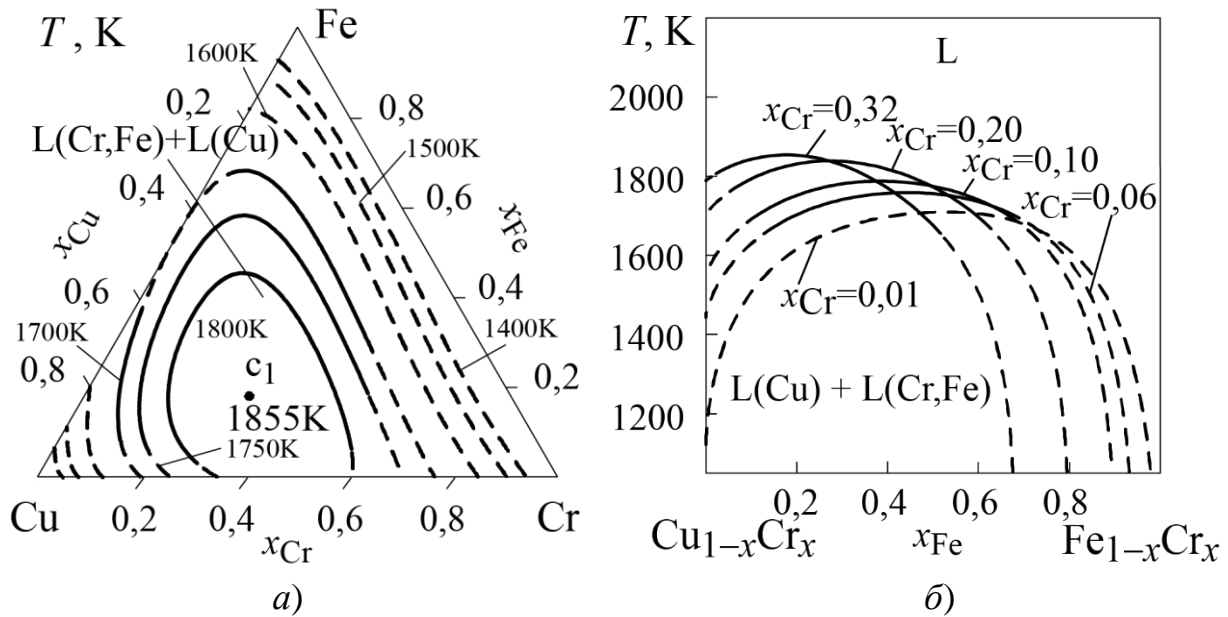 T , K
Fe
1600K
0,2
0,8
L(Cr,Fe)+L(Cu)
1500K
0,4
0,6
xCu
xFe
0,6
0,4
1700K
1800K
1400K
0,8
c1
0,2
1855K
1750K
Cu
0,2
0,4
0,6
0,8
Cr
xCr
а)
T, K
L
2000
xCr=0,32
xCr=0,20
1800
xCr=0,10
xCr=0,06
1600
xCr=0,01
1400
L(Cu) + L(Cr,Fe)
1200
0,2
0,4
0,6
0,8
Cu1–xCrx
xFe
Fe1–xCrx
б)